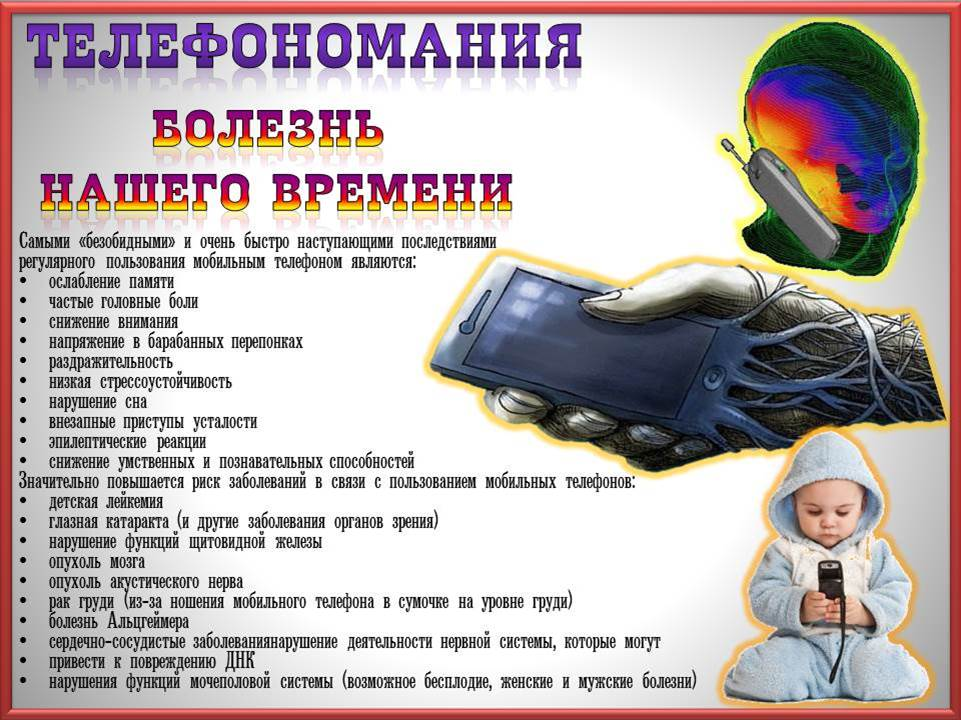 ТЕЛЕФОНОМАНИЯ
БОЛЕЗНЬ
НАШЕГО ВРЕМЕНИ
Самыми «безобидными» и очень быстро наступающими последствиями
регулярного пользования мобильным телефоном являются:
• ослабление памяти
• частые головные боли
• снижение внимания
• напряжение в барабанных перепонках
• раздражительность
• низкая стрессоустойчивость
• нарушение сна
• внезапные приступы усталости
• эпилептические реакции
• снижение умственных и познавательных способностей
Значительно повышается риск заболеваний в связи с пользованием мобильных телефонов:
• детская лейкемия
• глазная катаракта (и другие заболевания органов зрения)
• нарушение функций щитовидной железы
• опухоль мозга
• опухоль акустического нерва
• рак груди (из-за ношения мобильного телефона в сумочке на уровне груди)
• болезнь Альцгеймера
• сердечно-сосудистые заболеваниянарушение деятельности нервной системы, которые могут
• привести к повреждению ДНК
• нарушения функций мочеполовой системы (возможное бесплодие, женские и мужские болезни)